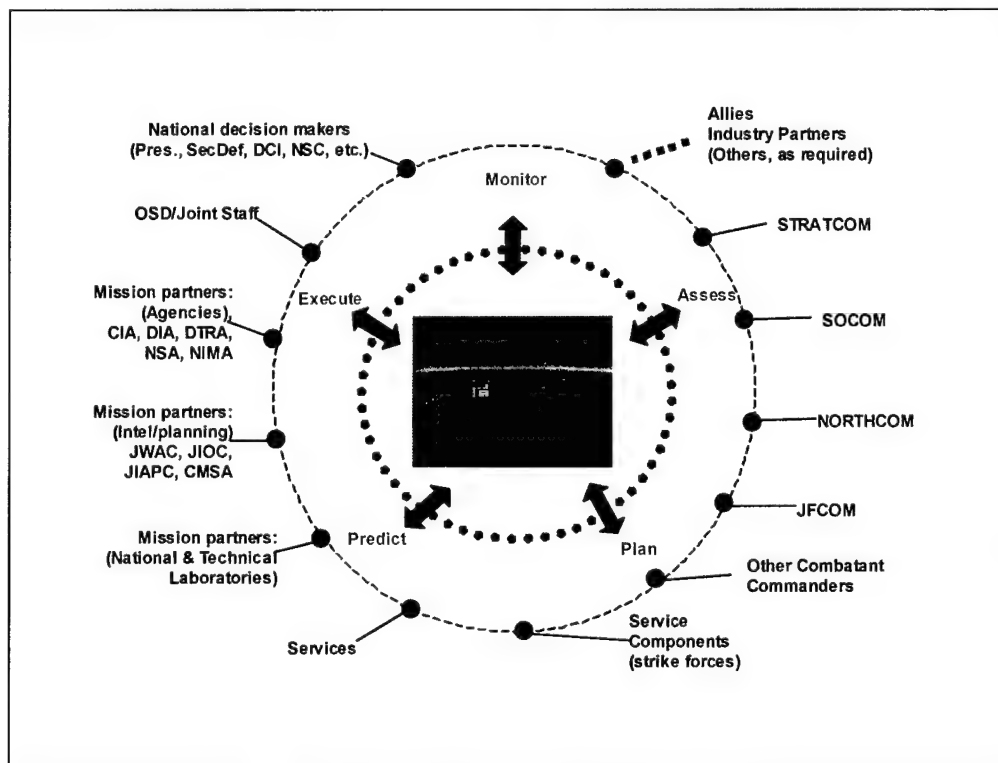 National decision makers
(Pres., SecDef, DCI, NSC, etc.)
Allies
Industry Partners
(Others, as required)
Monitor
OSD/Joint Staff
STRATCOM
Mission partners:
(Agencies),
CIA, DIA, DTRA,
NSA, NIMA
Execute
Assess
SOCOM
Mission partners:
(Intel/planning)
JWAC, JIOC,
JIAPC, CMSA
NORTHCOM
JFCOM
Mission partners:
(National & Technical
Laboratories)
Predict
Plan
Other Combatant
Commanders
Services
Service
Components
(strike forces)